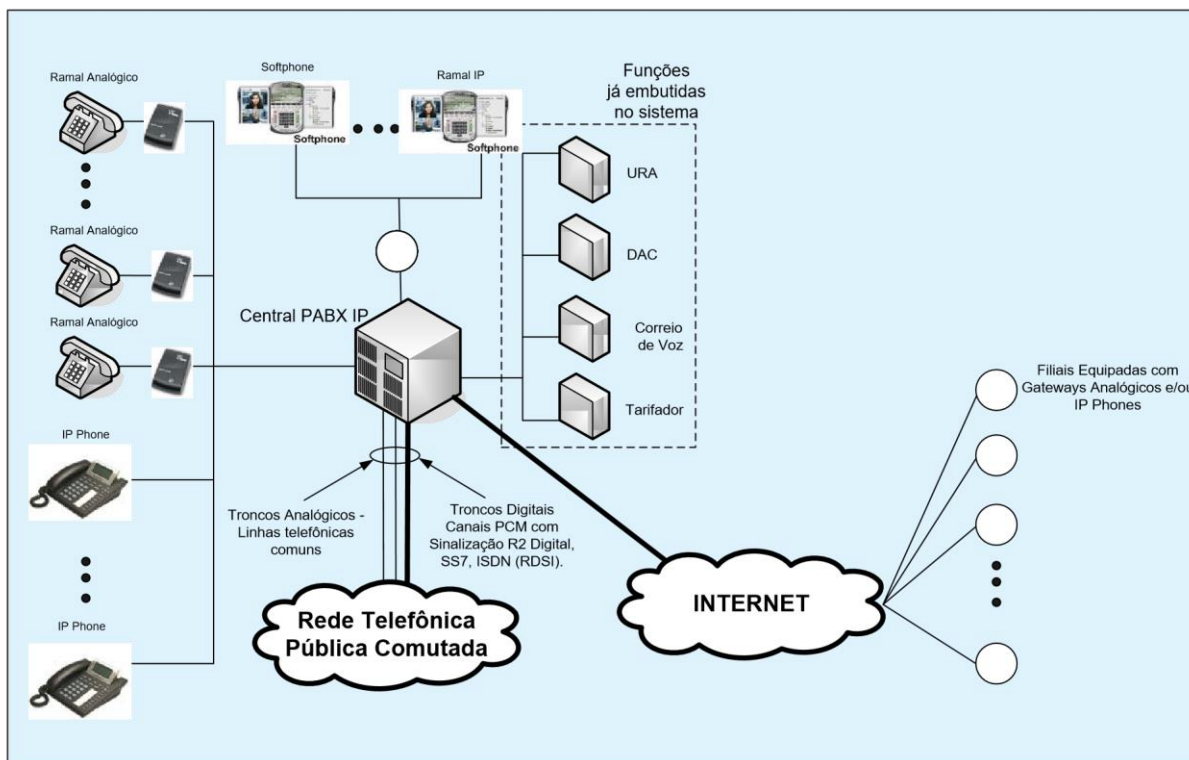 Ramal Analógico
Softphone
Softphone
Ramal IP
Softphone
Funções
já embutidas
no sistema
URA
DAC
Correio
de Voz
Tarifador
Ramal Analógico
Ramal Analógico
Central PABX IP
IP Phone
IP Phone
Troncos Analógicos -
Linhas telefônicas
comuns
Troncos Digitais
Canais PCM com
Sinalização R2 Digital,
SS7, ISDN (RDSI).
Rede Telefônica
Pública Comutada
INTERNET
Filiais Equipadas com
Gateways Analógicos e/ou
IP Phones